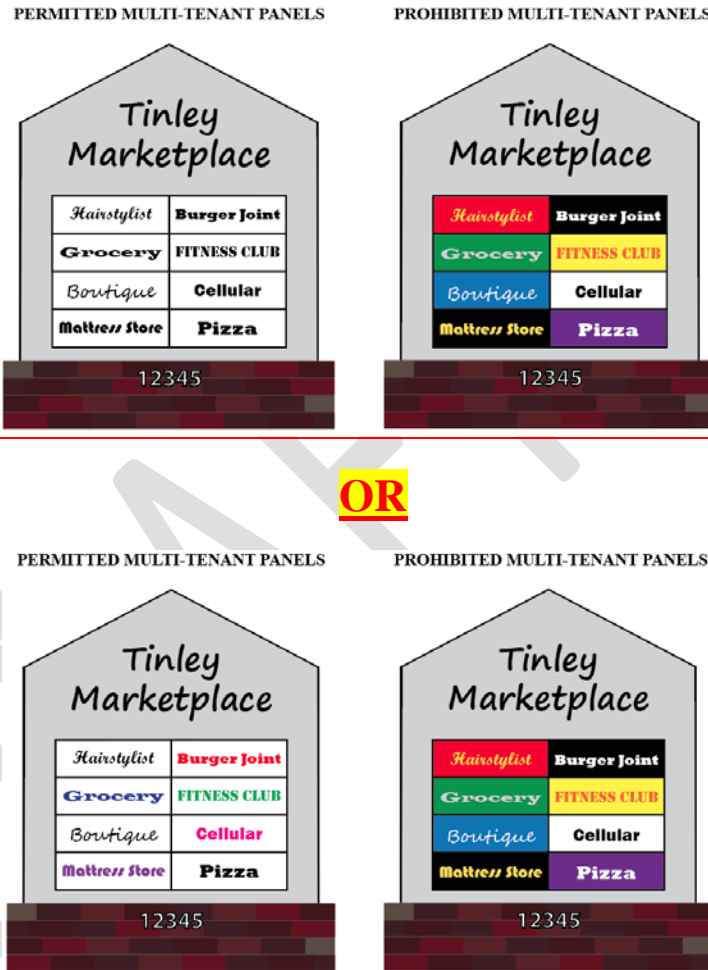 PERMITTED MULTI-TENANT PANELS
Tinley
Marketplace
Hairstylist Burger Joint
Grocery FITNESS CLUB
Boutique Cellular
Mattress Store Pizza
12345
PROHIBITED MULTI-TENANT PANELS
Tinley
Marketplace
Hairstylist Burger Joint
Grocery FITNESS CLUB
Boutique Cellular
Mattress Store Pizza
12345
OR
PERMITTED MULTI-TENANT PANELS
Tinley
Marketplace
Hairstylist Burger Joint
Grocery FITNESS CLUB
Boutique Cellular
Mattress Store Pizza
12345
PROHIBITED MULTI-TENANT PANELS
Tinley
Marketplace
Hairstylist Burger Joint
Grocery FITNESS CLUB
Boutique Cellular
Mattress Store Pizza
12345